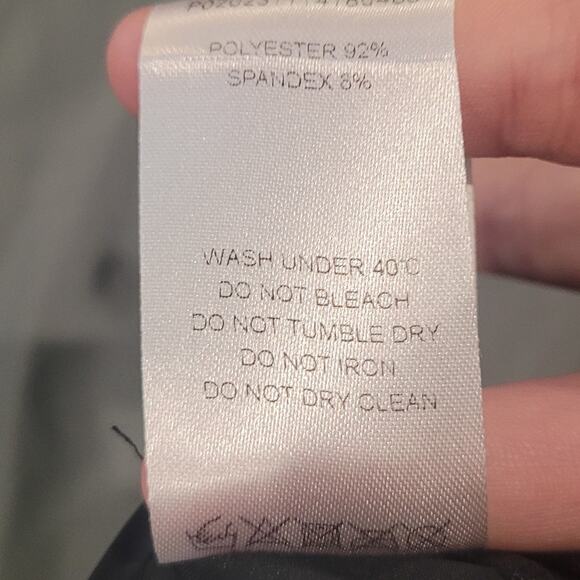 POLYESTER 92%
SPANDEX 8%
WASH UNDER 40°C
DO NOT BLEACH
DO NOT TUMBLE DRY
DO NOT IRON
DO NOT DRY CLEAN